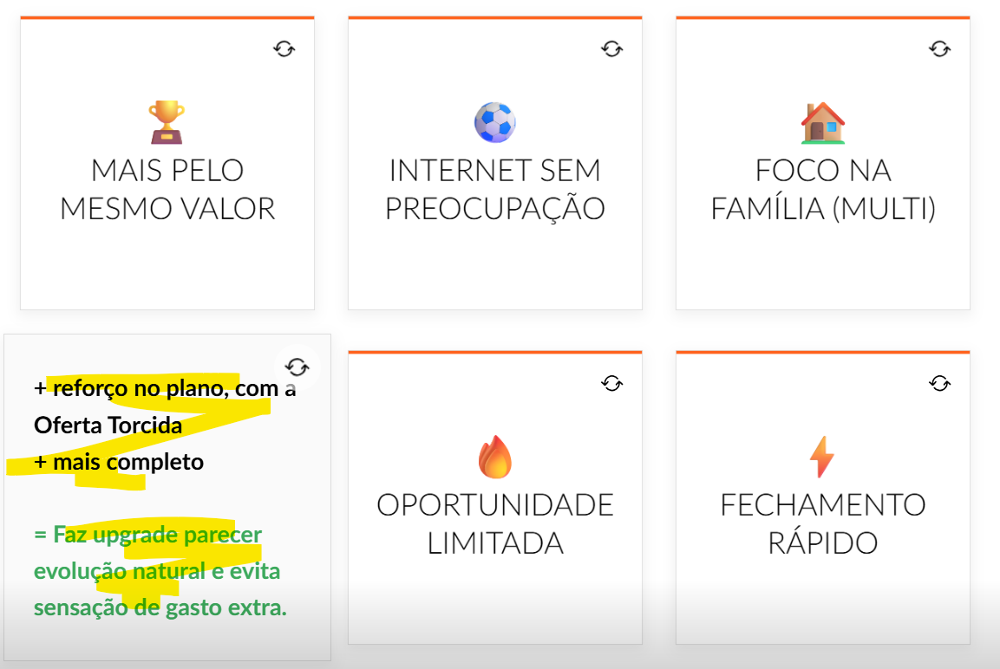 MAIS PELO
MESMO VALOR
INTERNET SEM
PREOCUPAÇÃO
FOCO NA
FAMÍLIA (MULTI)
+ reforço no plano, com a
Oferta Torcida
+ mais completo
= Faz upgrade parecer
evolução natural e evita
sensação de gasto extra.
OPORTUNIDADE
LIMITADA
FECHAMENTO
RÁPIDO